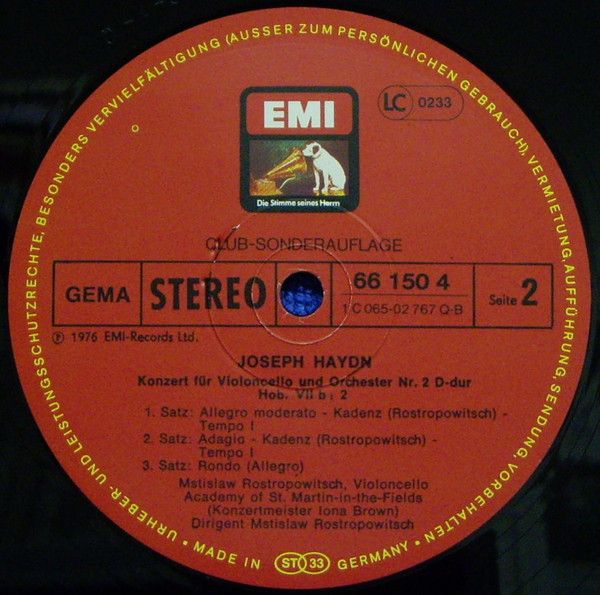 URHEBER- UND LEISTUNGSSCHUTZRECHTE, BESONDERS VERVIELFÄLTIGUNG (AUSSER ZUM PERSÖNLICHEN GEBRAUCH), VERMIETUNG, AUFFÜHRUNG, SENDUNG, VORBEHALTEN •
EMI
LC 0233
Die Stimme seines Herrn
CLUB-SONDERAUFLAGE
GEMA STEREO 66 150 4 Seite 2
1 C 065-02 767 Q-B
℗ 1976 EMI-Records Ltd.
JOSEPH HAYDN
Konzert für Violoncello und Orchester Nr. 2 D-dur
Hob. VII b : 2
1. Satz: Allegro moderato - Kadenz (Rostropowitsch) -
Tempo I
2. Satz: Adagio - Kadenz (Rostropowitsch) -
Tempo I
3. Satz: Rondo (Allegro)
Mstislaw Rostropowitsch, Violoncello
Academy of St. Martin-in-the-Fields
(Konzertmeister Iona Brown)
Dirigent Mstislaw Rostropowitsch
• MADE IN ST 33 GERMANY •